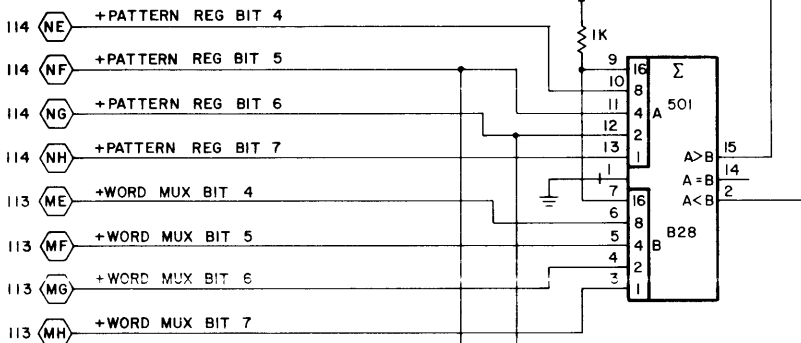 114 NE +PATTERN REG BIT 4
1K
114 NF +PATTERN REG BIT 5
9 16 Σ
10 8 501
114 NG +PATTERN REG BIT 6
11 4 A
12 2
114 NH +PATTERN REG BIT 7
13 1 A>B 15
1 A=B 14
113 ME +WORD MUX BIT 4
7 16 A<B 2
6 8
B28
113 MF +WORD MUX BIT 5
5 4 B
4 2
113 MG +WORD MUX BIT 6
3 1
113 MH +WORD MUX BIT 7